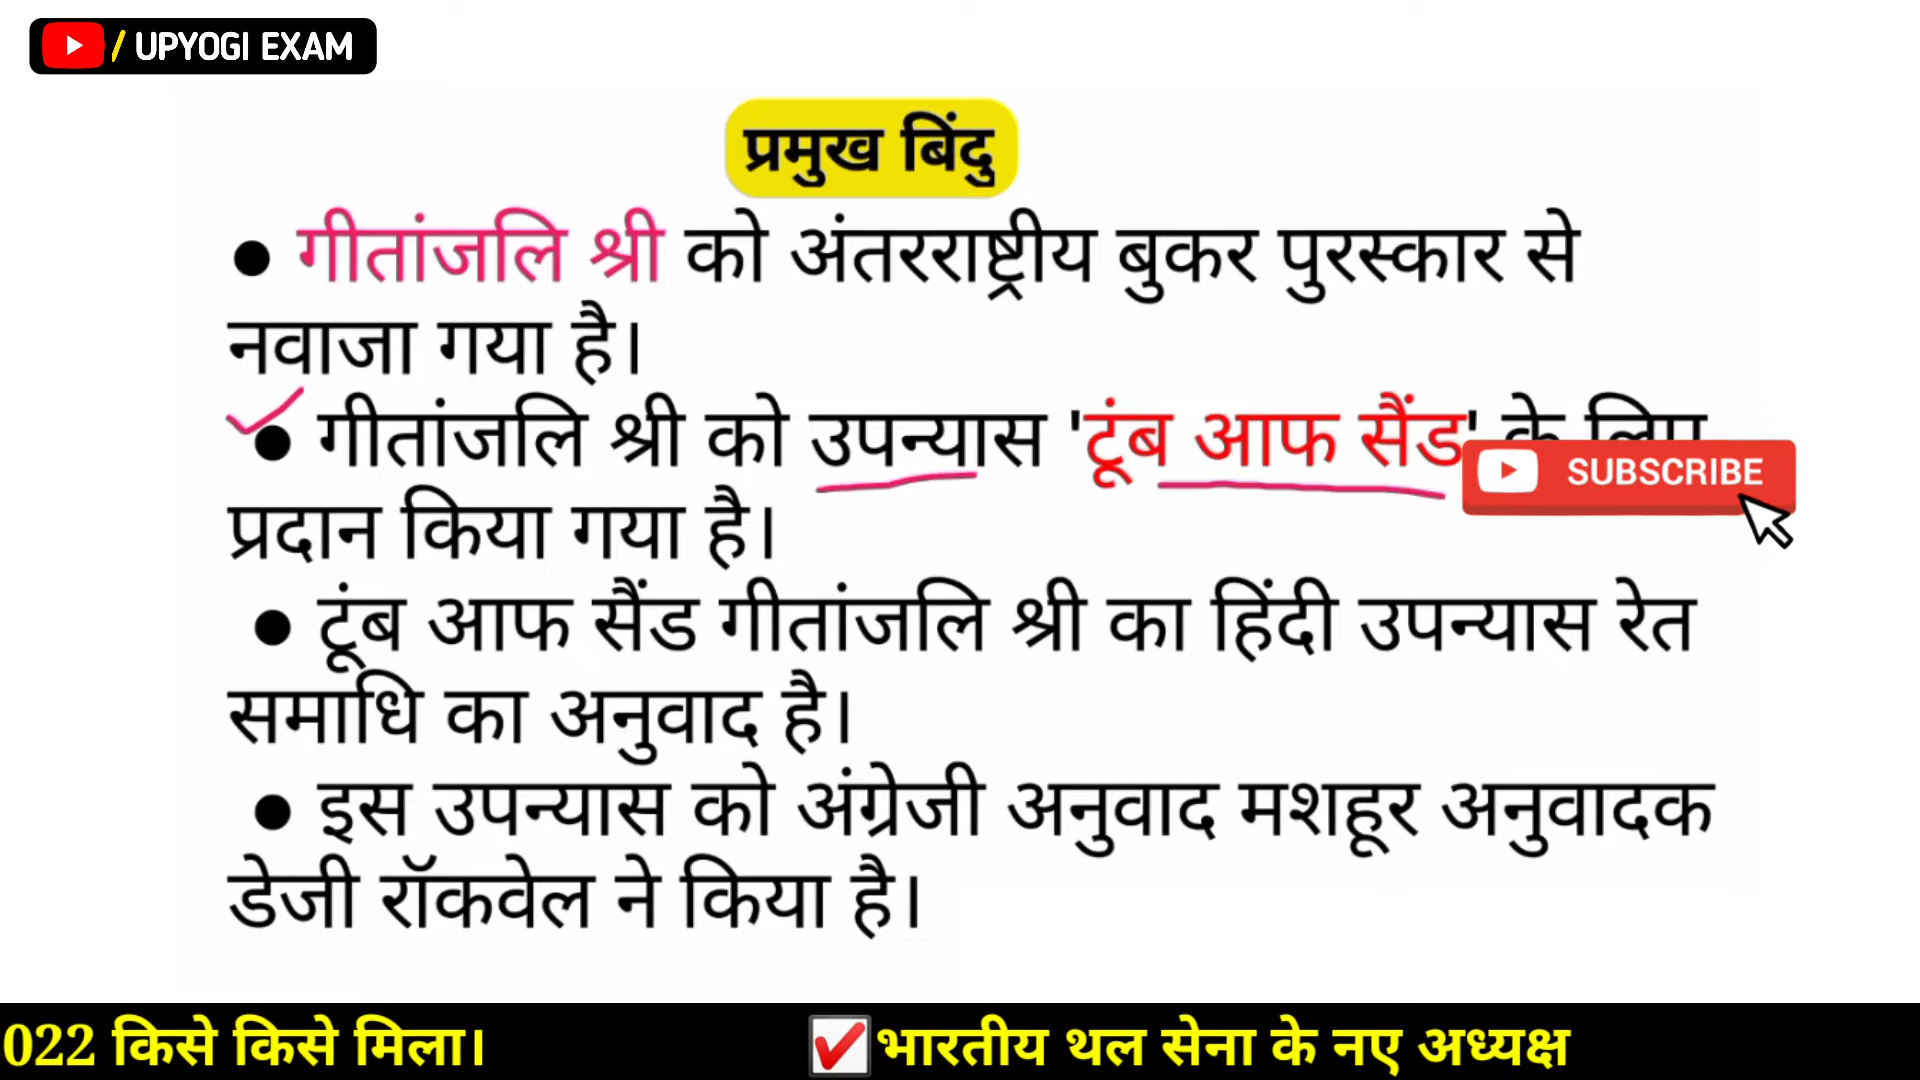 / UPYOGI EXAM
प्रमुख बिंदु
● गीतांजलि श्री को अंतरराष्ट्रीय बुकर पुरस्कार से
नवाजा गया है।
● गीतांजलि श्री को उपन्यास 'टूंब आफ सैंड' के लिए
SUBSCRIBE
प्रदान किया गया है।
● टूंब आफ सैंड गीतांजलि श्री का हिंदी उपन्यास रेत
समाधि का अनुवाद है।
● इस उपन्यास को अंग्रेजी अनुवाद मशहूर अनुवादक
डेजी रॉकवेल ने किया है।
022 किसे किसे मिला। भारतीय थल सेना के नए अध्यक्ष